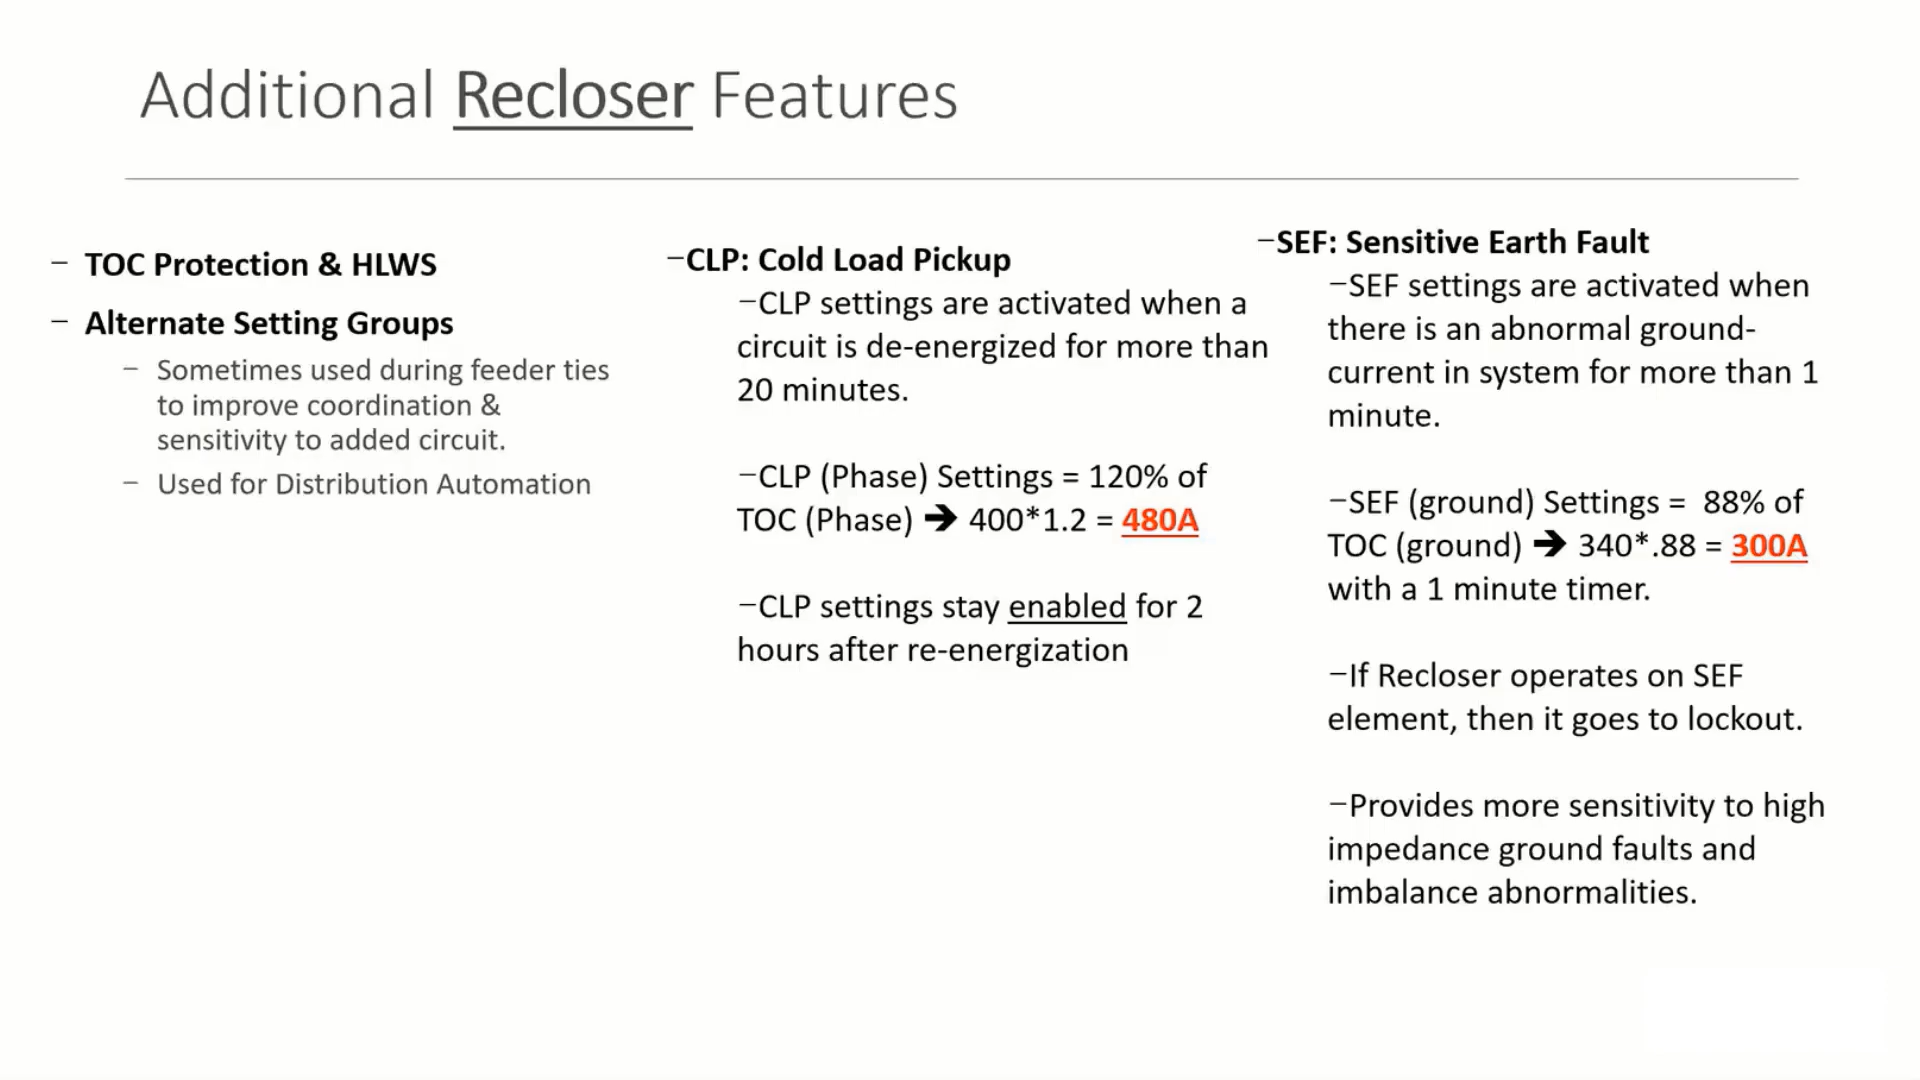 Additional Recloser Features
– TOC Protection & HLWS
– Alternate Setting Groups
– Sometimes used during feeder ties
to improve coordination &
sensitivity to added circuit.
– Used for Distribution Automation
–CLP: Cold Load Pickup
–CLP settings are activated when a
circuit is de-energized for more than
20 minutes.
–CLP (Phase) Settings = 120% of
TOC (Phase) → 400*1.2 = 480A
–CLP settings stay enabled for 2
hours after re-energization
–SEF: Sensitive Earth Fault
–SEF settings are activated when
there is an abnormal ground-
current in system for more than 1
minute.
–SEF (ground) Settings = 88% of
TOC (ground) → 340*.88 = 300A
with a 1 minute timer.
–If Recloser operates on SEF
element, then it goes to lockout.
–Provides more sensitivity to high
impedance ground faults and
imbalance abnormalities.